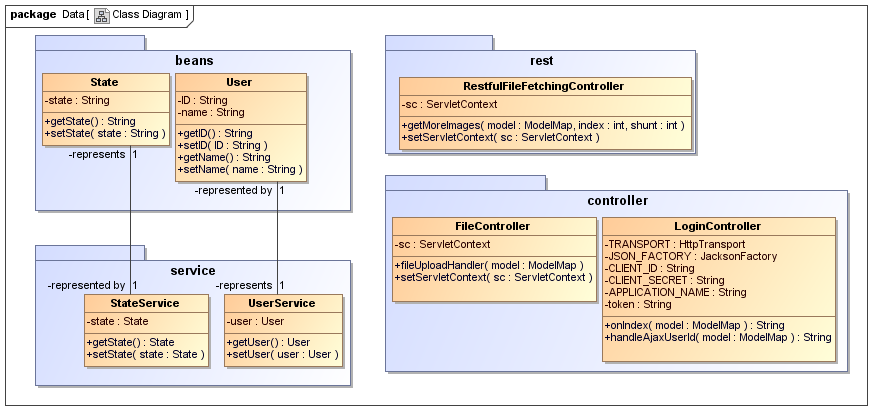 package Data [ Class Diagram ]
beans
State
-state : String
+getState() : String
+setState( state : String )
User
-ID : String
-name : String
+getID() : String
+setID( ID : String )
+getName() : String
+setName( name : String )
-represents 1
-represented by 1
service
-represented by 1
-represents 1
StateService
-state : State
+getState() : State
+setState( state : State )
UserService
-user : User
+getUser() : User
+setUser( user : User )
rest
RestfulFileFetchingController
-sc : ServletContext
+getMoreImages( model : ModelMap, index : int, shunt : int )
+setServletContext( sc : ServletContext )
controller
FileController
-sc : ServletContext
+fileUploadHandler( model : ModelMap )
+setServletContext( sc : ServletContext )
LoginController
-TRANSPORT : HttpTransport
-JSON_FACTORY : JacksonFactory
-CLIENT_ID : String
-CLIENT_SECRET : String
-APPLICATION_NAME : String
-token : String
+onIndex( model : ModelMap ) : String
+handleAjaxUserId( model : ModelMap ) : String